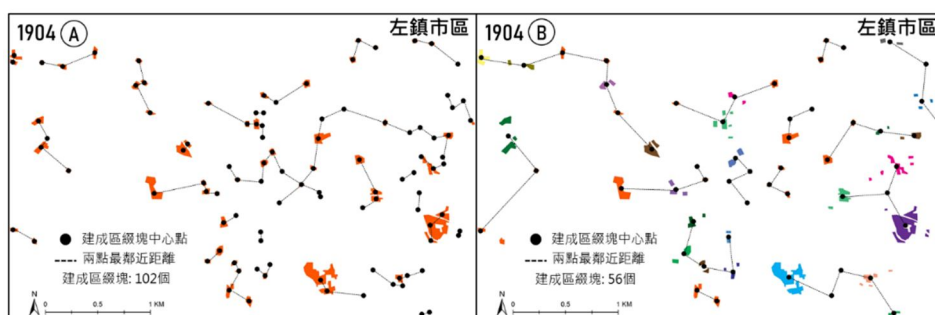 1904 A
左鎮市區
建成區綴塊中心點
兩點最鄰近距離
建成區綴塊: 102個
N
0
0.5
1 KM
1904 B
左鎮市區
建成區綴塊中心點
兩點最鄰近距離
建成區綴塊: 56個
N
0
0.5
1 KM